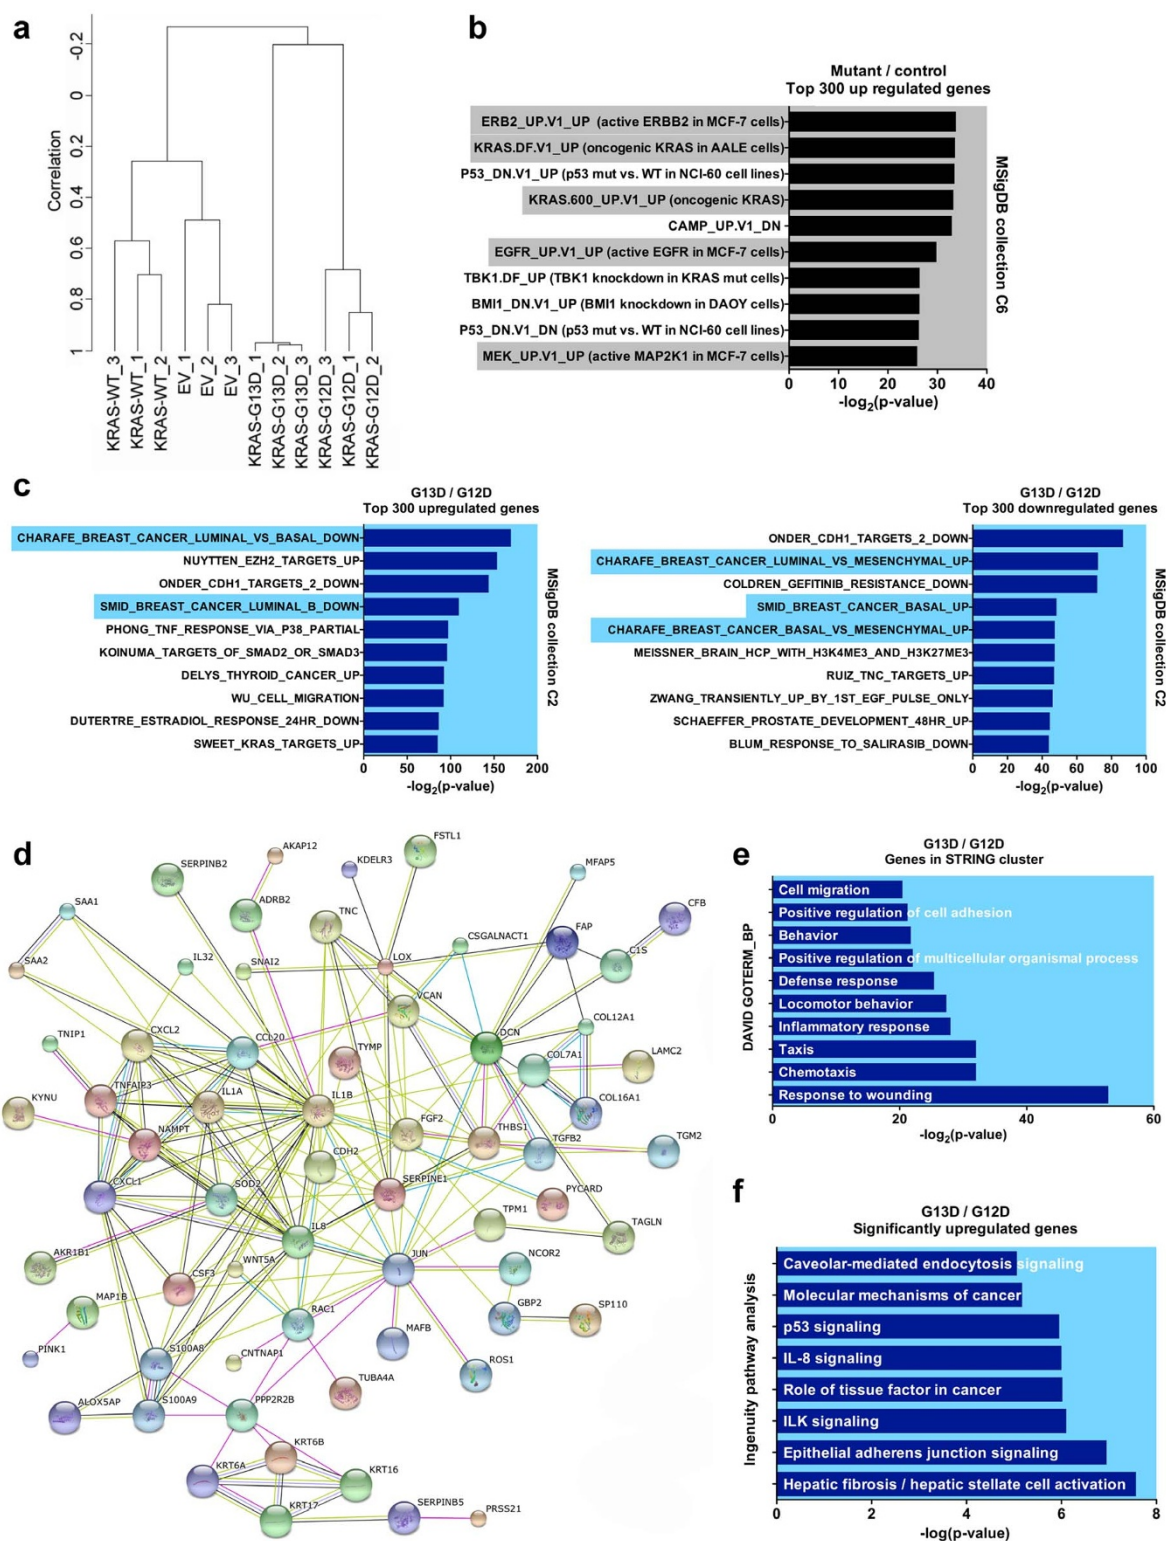 a
-0.2
0
0.2
0.4
0.6
0.8
1
Correlation
KRAS-WT_3
KRAS-WT_1
KRAS-WT_2
EV_1
EV_2
EV_3
KRAS-G13D_1
KRAS-G13D_2
KRAS-G13D_3
KRAS-G12D_3
KRAS-G12D_1
KRAS-G12D_2
b
Mutant / control
Top 300 up regulated genes
ERB2_UP.V1_UP (active ERBB2 in MCF-7 cells)
KRAS.DF.V1_UP (oncogenic KRAS in AALE cells)
P53_DN.V1_UP (p53 mut vs. WT in NCI-60 cell lines)
KRAS.600_UP.V1_UP (oncogenic KRAS)
CAMP_UP.V1_DN
EGFR_UP.V1_UP (active EGFR in MCF-7 cells)
TBK1.DF_UP (TBK1 knockdown in KRAS mut cells)
BMI1_DN.V1_UP (BMI1 knockdown in DAOY cells)
P53_DN.V1_DN (p53 mut vs. WT in NCI-60 cell lines)
MEK_UP.V1_UP (active MAP2K1 in MCF-7 cells)
0 10 20 30 40
-log2(p-value)
MSigDB collection C6
c
G13D / G12D
Top 300 upregulated genes
CHARAFE_BREAST_CANCER_LUMINAL_VS_BASAL_DOWN
NUYTTEN_EZH2_TARGETS_UP
ONDER_CDH1_TARGETS_2_DOWN
SMID_BREAST_CANCER_LUMINAL_B_DOWN
PHONG_TNF_RESPONSE_VIA_P38_PARTIAL
KOINUMA_TARGETS_OF_SMAD2_OR_SMAD3
DELYS_THYROID_CANCER_UP
WU_CELL_MIGRATION
DUTERTRE_ESTRADIOL_RESPONSE_24HR_DOWN
SWEET_KRAS_TARGETS_UP
0 50 100 150 200
-log2(p-value)
MSigDB collection C2
G13D / G12D
Top 300 downregulated genes
ONDER_CDH1_TARGETS_2_DOWN
CHARAFE_BREAST_CANCER_LUMINAL_VS_MESENCHYMAL_UP
COLDREN_GEFITINIB_RESISTANCE_DOWN
SMID_BREAST_CANCER_BASAL_UP
CHARAFE_BREAST_CANCER_BASAL_VS_MESENCHYMAL_UP
MEISSNER_BRAIN_HCP_WITH_H3K4ME3_AND_H3K27ME3
RUIZ_TNC_TARGETS_UP
ZWANG_TRANSIENTLY_UP_BY_1ST_EGF_PULSE_ONLY
SCHAEFFER_PROSTATE_DEVELOPMENT_48HR_UP
BLUM_RESPONSE_TO_SALIRASIB_DOWN
0 20 40 60 80 100
-log2(p-value)
MSigDB collection C2
d
FSTL1
AKAP12
KDELR3
SERPINB2
MFAP5
ADRB2
SAA1
TNC
CFB
FAP
CSGALNACT1
C1S
SAA2
IL32
SNAI2
LOX
VCAN
COL12A1
TNIP1
CXCL2
CCL20
DCN
TYMP
COL7A1
LAMC2
TNFAIP3
IL1A
IL1B
KYNU
COL16A1
NAMPT
FGF2
THBS1
TGFB2
TGM2
CDH2
CXCL1
SOD2
SERPINE1
PYCARD
TPM1
TAGLN
IL8
AKR1B1
WNT5A
JUN
NCOR2
CSF3
MAP1B
RAC1
GBP2
SP110
MAFB
PINK1
S100A8
CNTNAP1
ROS1
TUBA4A
ALOX5AP
S100A9
PPP2R2B
KRT6B
KRT6A
KRT16
KRT17
SERPINB5
PRSS21
e
G13D / G12D
Genes in STRING cluster
DAVID GOTERM_BP
Cell migration
Positive regulation of cell adhesion
Behavior
Positive regulation of multicellular organismal process
Defense response
Locomotor behavior
Inflammatory response
Taxis
Chemotaxis
Response to wounding
0 20 40 60
-log2(p-value)
f
G13D / G12D
Significantly upregulated genes
Ingenuity pathway analysis
Caveolar-mediated endocytosis signaling
Molecular mechanisms of cancer
p53 signaling
IL-8 signaling
Role of tissue factor in cancer
ILK signaling
Epithelial adherens junction signaling
Hepatic fibrosis / hepatic stellate cell activation
0 2 4 6 8
-log(p-value)